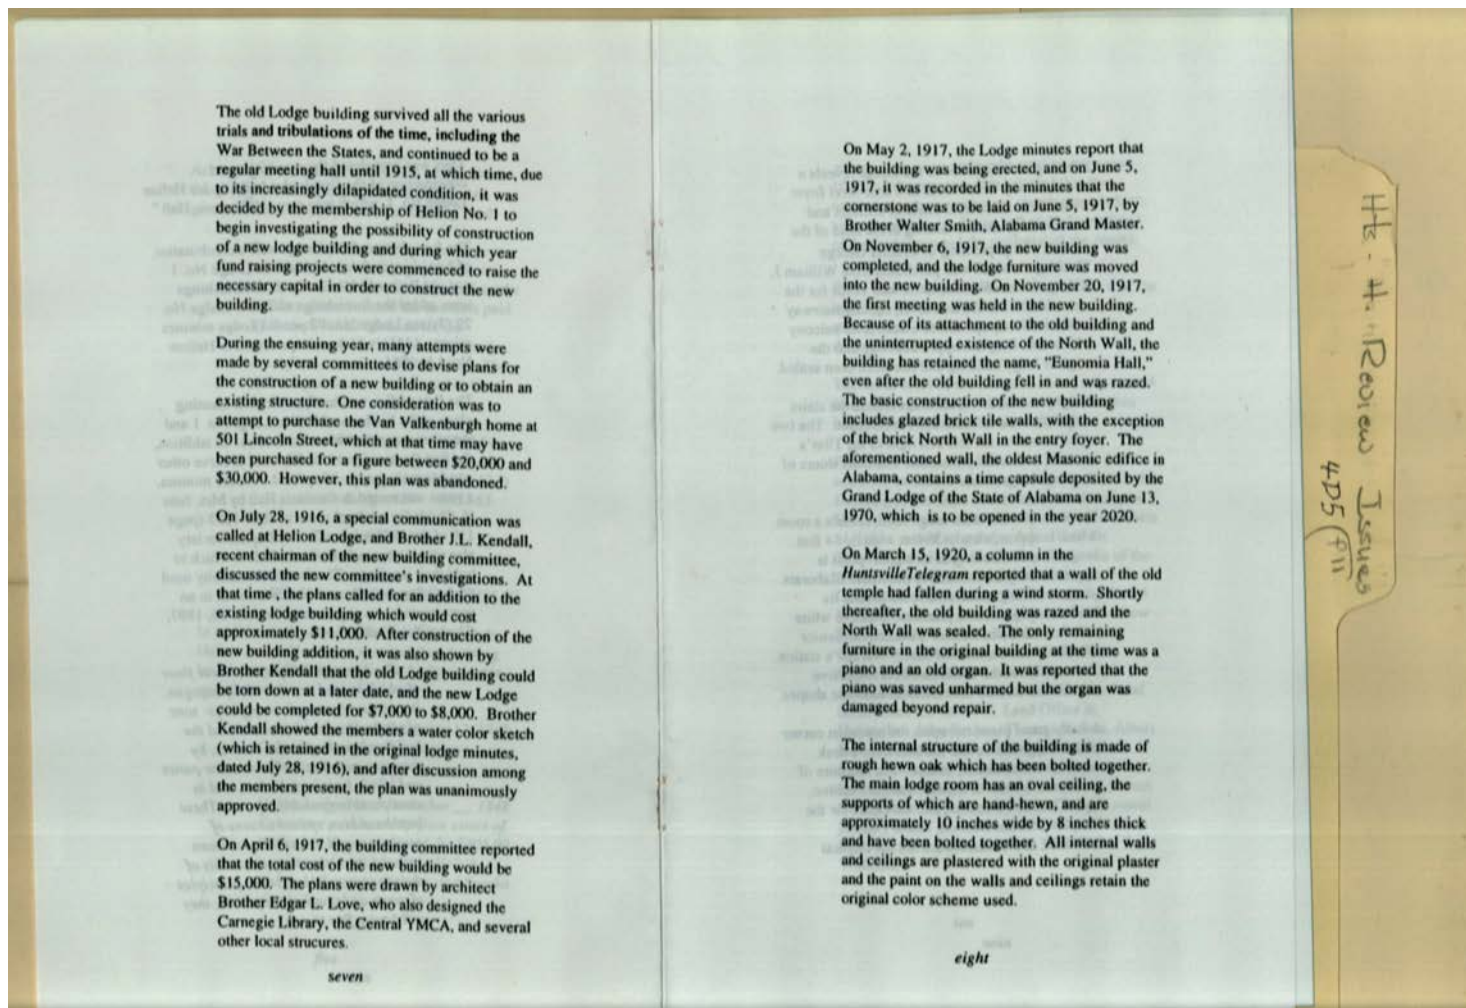 The old Lodge building survived all the various
trials and tribulations of the time, including the
War Between the States, and continued to be a
regular meeting hall until 1915, at which time, due
to its increasingly dilapidated condition, it was
decided by the membership of Helion No. 1 to
begin investigating the possibility of construction
of a new lodge building and during which year
fund raising projects were commenced to raise the
necessary capital in order to construct the new
building.
During the ensuing year, many attempts were
made by several committees to devise plans for
the construction of a new building or to obtain an
existing structure. One consideration was to
attempt to purchase the Van Valkenburgh home at
501 Lincoln Street, which at that time may have
been purchased for a figure between $20,000 and
$30,000. However, this plan was abandoned.
On July 28, 1916, a special communication was
called at Helion Lodge, and Brother J.L. Kendall,
recent chairman of the new building committee,
discussed the new committee's investigations. At
that time , the plans called for an addition to the
existing lodge building which would cost
approximately $11,000. After construction of the
new building addition, it was also shown by
Brother Kendall that the old Lodge building could
be torn down at a later date, and the new Lodge
could be completed for $7,000 to $8,000. Brother
Kendall showed the members a water color sketch
(which is retained in the original lodge minutes,
dated July 28, 1916), and after discussion among
the members present, the plan was unanimously
approved.
On April 6, 1917, the building committee reported
that the total cost of the new building would be
$15,000. The plans were drawn by architect
Brother Edgar L. Love, who also designed the
Carnegie Library, the Central YMCA, and several
other local strucures.
seven
On May 2, 1917, the Lodge minutes report that
the building was being erected, and on June 5,
1917, it was recorded in the minutes that the
cornerstone was to be laid on June 5, 1917, by
Brother Walter Smith, Alabama Grand Master.
On November 6, 1917, the new building was
completed, and the lodge furniture was moved
into the new building. On November 20, 1917,
the first meeting was held in the new building.
Because of its attachment to the old building and
the uninterrupted existence of the North Wall, the
building has retained the name, "Eunomia Hall,"
even after the old building fell in and was razed.
The basic construction of the new building
includes glazed brick tile walls, with the exception
of the brick North Wall in the entry foyer. The
aforementioned wall, the oldest Masonic edifice in
Alabama, contains a time capsule deposited by the
Grand Lodge of the State of Alabama on June 13,
1970, which is to be opened in the year 2020.
On March 15, 1920, a column in the
HuntsvilleTelegram reported that a wall of the old
temple had fallen during a wind storm. Shortly
thereafter, the old building was razed and the
North Wall was sealed. The only remaining
furniture in the original building at the time was a
piano and an old organ. It was reported that the
piano was saved unharmed but the organ was
damaged beyond repair.
The internal structure of the building is made of
rough hewn oak which has been bolted together.
The main lodge room has an oval ceiling, the
supports of which are hand-hewn, and are
approximately 10 inches wide by 8 inches thick
and have been bolted together. All internal walls
and ceilings are plastered with the original plaster
and the paint on the walls and ceilings retain the
original color scheme used.
eight
Hts. H. Review Issues
4D5 (f11